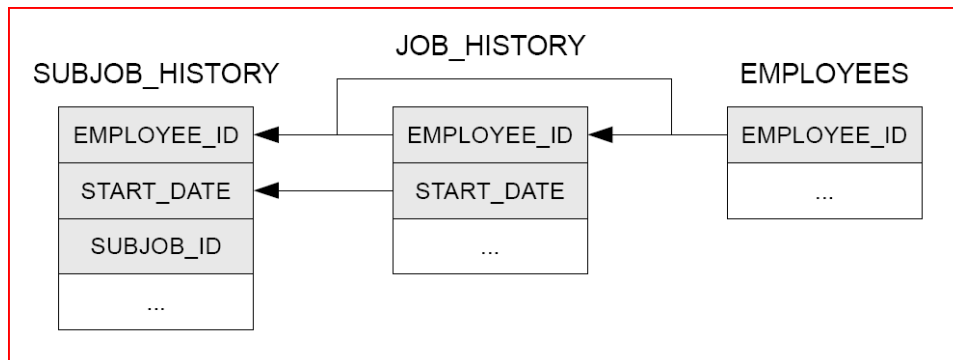 JOB_HISTORY
SUBJOB_HISTORY
EMPLOYEES
EMPLOYEE_ID
EMPLOYEE_ID
EMPLOYEE_ID
START_DATE
START_DATE
...
SUBJOB_ID
...
...